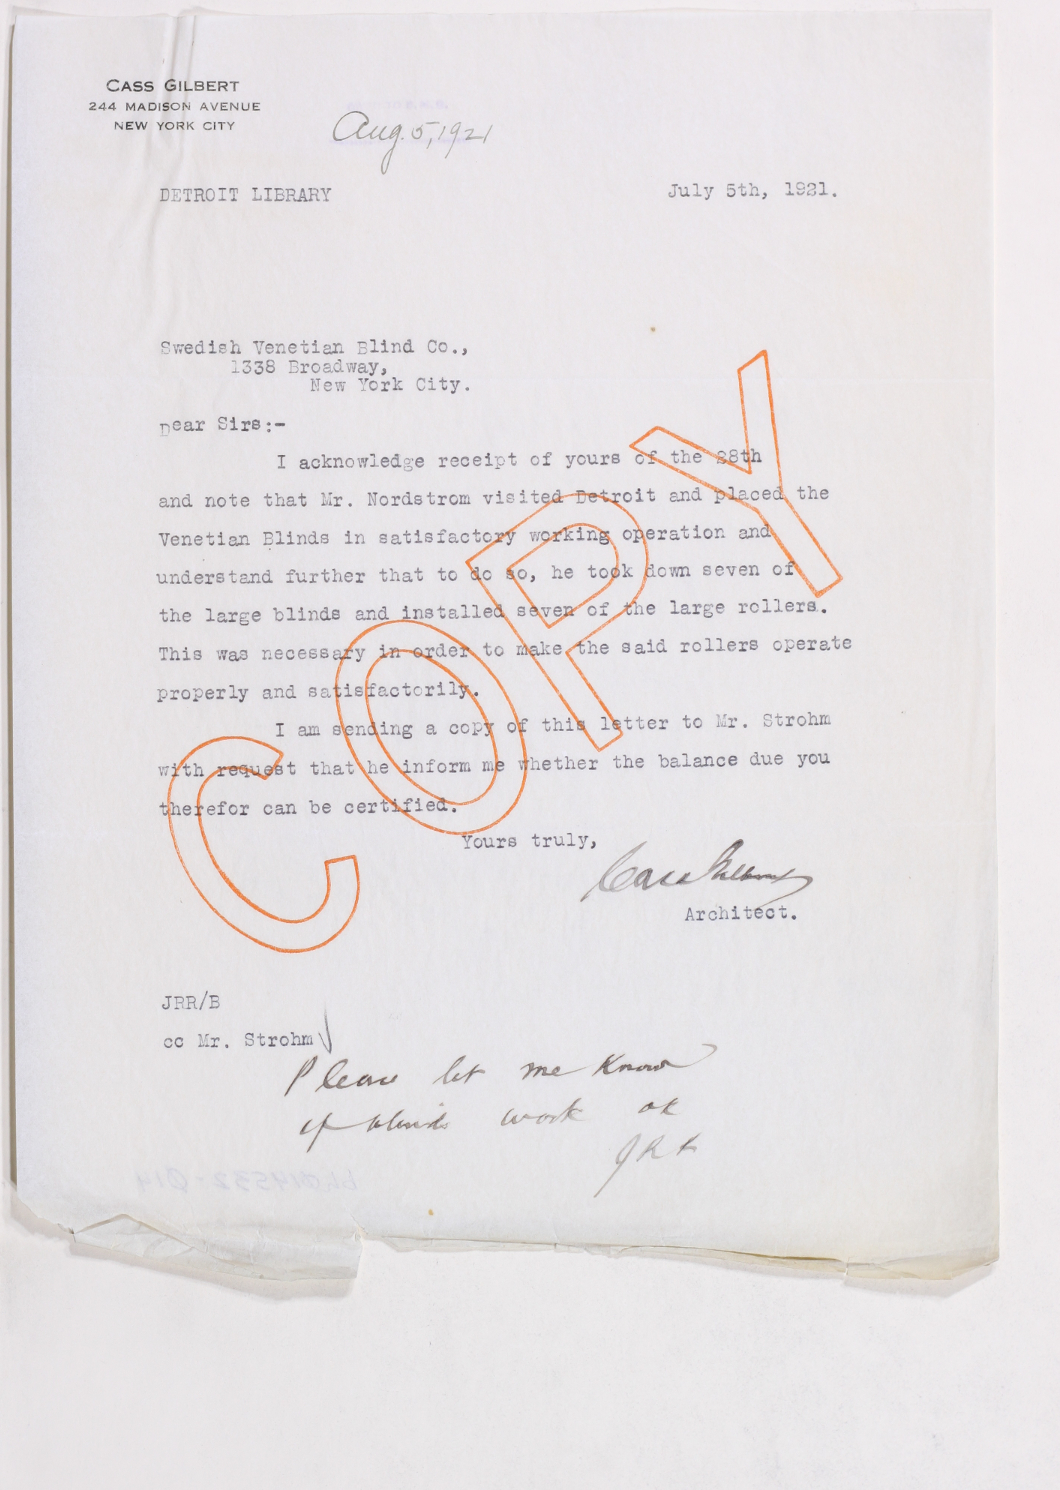 CASS GILBERT
244 MADISON AVENUE
NEW YORK CITY
Aug. 5, 1921
DETROIT LIBRARY
July 5th, 1921.
Swedish Venetian Blind Co.,
1338 Broadway,
New York City.
Dear Sirs:-
I acknowledge receipt of yours of the 28th
and note that Mr. Nordstrom visited Detroit and placed the
Venetian Blinds in satisfactory working operation and
understand further that to do so, he took down seven of
the large blinds and installed seven of the large rollers.
This was necessary in order to make the said rollers operate
properly and satisfactorily.
I am sending a copy of this letter to Mr. Strohm
with request that he inform me whether the balance due you
therefor can be certified.
Yours truly,
Cass Gilbert
Architect.
COPY
JRR/B
cc Mr. Strohm
Please let me know
if blinds work ok